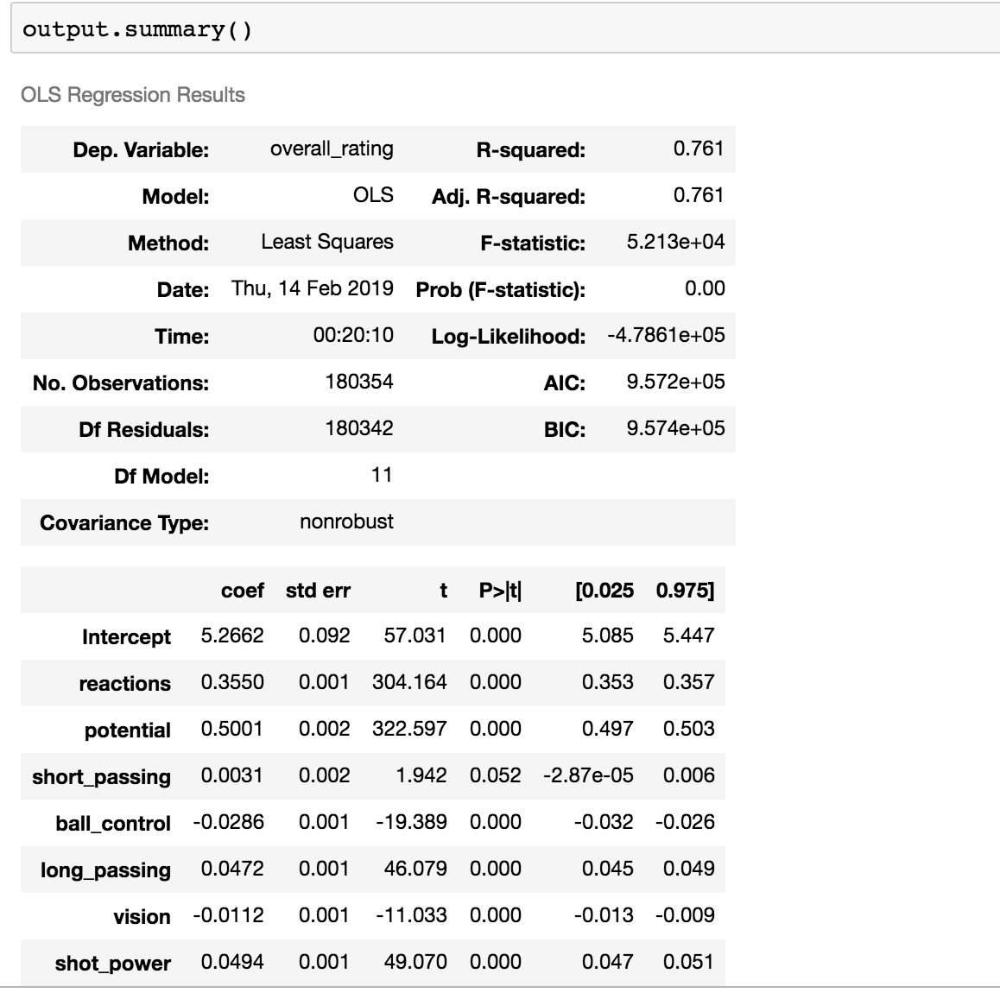 output.summary()
OLS Regression Results
Dep. Variable: overall_rating R-squared: 0.761
Model: OLS Adj. R-squared: 0.761
Method: Least Squares F-statistic: 5.213e+04
Date: Thu, 14 Feb 2019 Prob (F-statistic): 0.00
Time: 00:20:10 Log-Likelihood: -4.7861e+05
No. Observations: 180354 AIC: 9.572e+05
Df Residuals: 180342 BIC: 9.574e+05
Df Model: 11
Covariance Type: nonrobust
coef std err t P>|t| [0.025 0.975]
Intercept 5.2662 0.092 57.031 0.000 5.085 5.447
reactions 0.3550 0.001 304.164 0.000 0.353 0.357
potential 0.5001 0.002 322.597 0.000 0.497 0.503
short_passing 0.0031 0.002 1.942 0.052 -2.87e-05 0.006
ball_control -0.0286 0.001 -19.389 0.000 -0.032 -0.026
long_passing 0.0472 0.001 46.079 0.000 0.045 0.049
vision -0.0112 0.001 -11.033 0.000 -0.013 -0.009
shot_power 0.0494 0.001 49.070 0.000 0.047 0.051